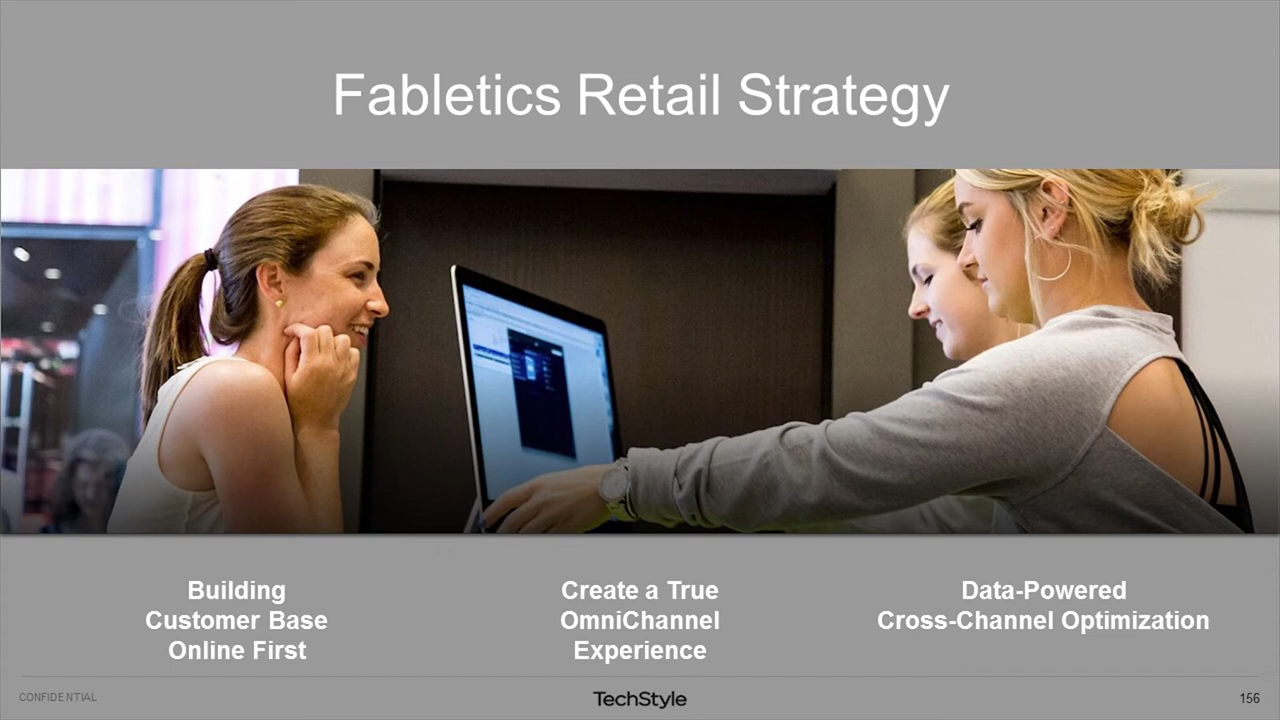 Fabletics Retail Strategy
Building
Customer Base
Online First
Create a True
OmniChannel
Experience
Data-Powered
Cross-Channel Optimization
CONFIDENTIAL
TechStyle
156